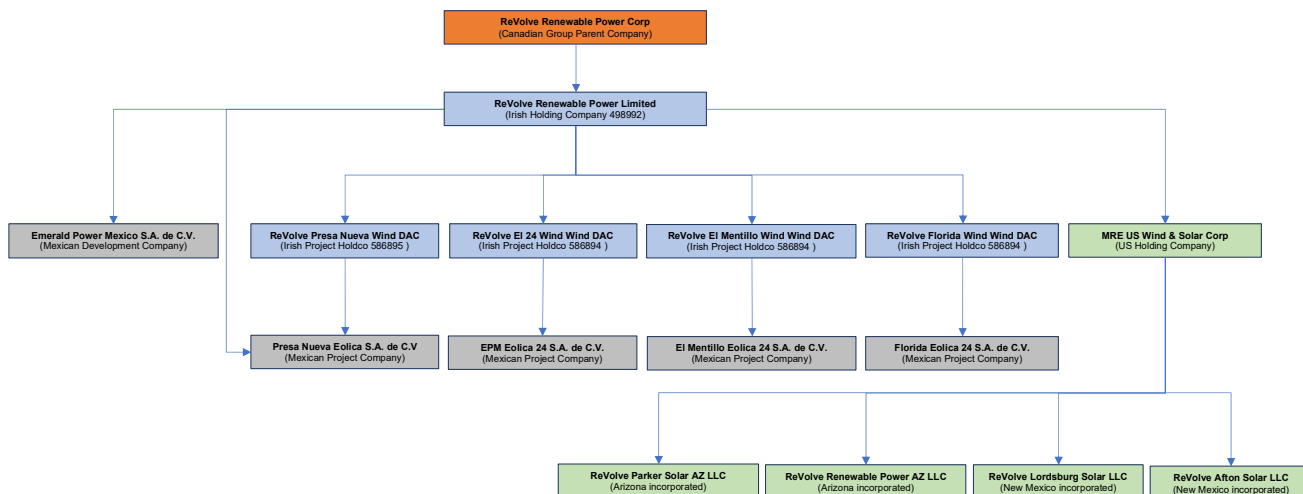 ReVolve Renewable Power Corp
(Canadian Group Parent Company)
ReVolve Renewable Power Limited
(Irish Holding Company 498992)
Emerald Power Mexico S.A. de C.V.
(Mexican Development Company)
ReVolve Presa Nueva Wind DAC
(Irish Project Holdco 586895 )
ReVolve El 24 Wind Wind DAC
(Irish Project Holdco 586894 )
ReVolve El Mentillo Wind Wind DAC
(Irish Project Holdco 586894 )
ReVolve Florida Wind Wind DAC
(Irish Project Holdco 586894 )
MRE US Wind & Solar Corp
(US Holding Company)
Presa Nueva Eolica S.A. de C.V
(Mexican Project Company)
EPM Eolica 24 S.A. de C.V.
(Mexican Project Company)
El Mentillo Eolica 24 S.A. de C.V.
(Mexican Project Company)
Florida Eolica 24 S.A. de C.V.
(Mexican Project Company)
ReVolve Parker Solar AZ LLC
(Arizona incorporated)
ReVolve Renewable Power AZ LLC
(Arizona incorporated)
ReVolve Lordsburg Solar LLC
(New Mexico incorporated)
ReVolve Afton Solar LLC
(New Mexico incorporated)